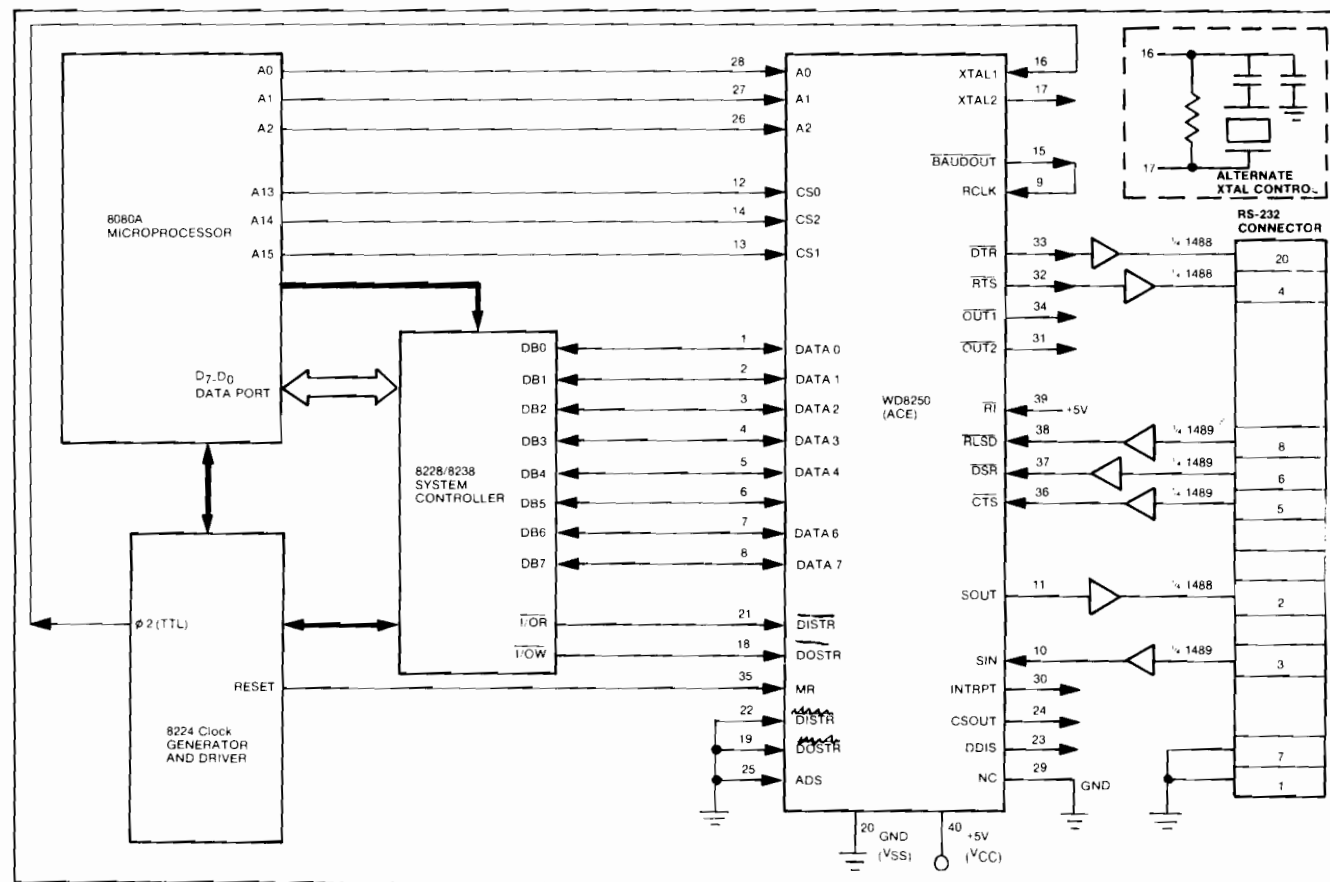 8080A
MICROPROCESSOR
A0
A1
A2
A13
A14
A15
D7-D0
DATA PORT
28
27
26
12
14
13
8228/8238
SYSTEM
CONTROLLER
DB0
DB1
DB2
DB3
DB4
DB5
DB6
DB7
I/OR
I/OW
1
2
3
4
5
6
7
8
21
18
35
22
19
25
8224 Clock
GENERATOR
AND DRIVER
φ2 (TTL)
RESET
WD8250
(ACE)
A0
A1
A2
CS0
CS2
CS1
DATA 0
DATA 1
DATA 2
DATA 3
DATA 4
DATA 6
DATA 7
DISTR
DOSTR
MR
DISTR
DOSTR
ADS
XTAL1
XTAL2
BAUDOUT
RCLK
DTR
RTS
OUT1
OUT2
RI
RLSD
DSR
CTS
SOUT
SIN
INTRPT
CSOUT
DDIS
NC
16
17
15
9
33
32
34
31
39
+5V
38
37
36
11
10
30
24
23
29
GND
20 GND
(VSS)
40 +5V
(VCC)
¼ 1488
¼ 1488
¼ 1489
¼ 1489
¼ 1489
¼ 1488
¼ 1489
16
17
ALTERNATE
XTAL CONTROL
RS-232
CONNECTOR
20
4
8
6
5
2
3
7
1